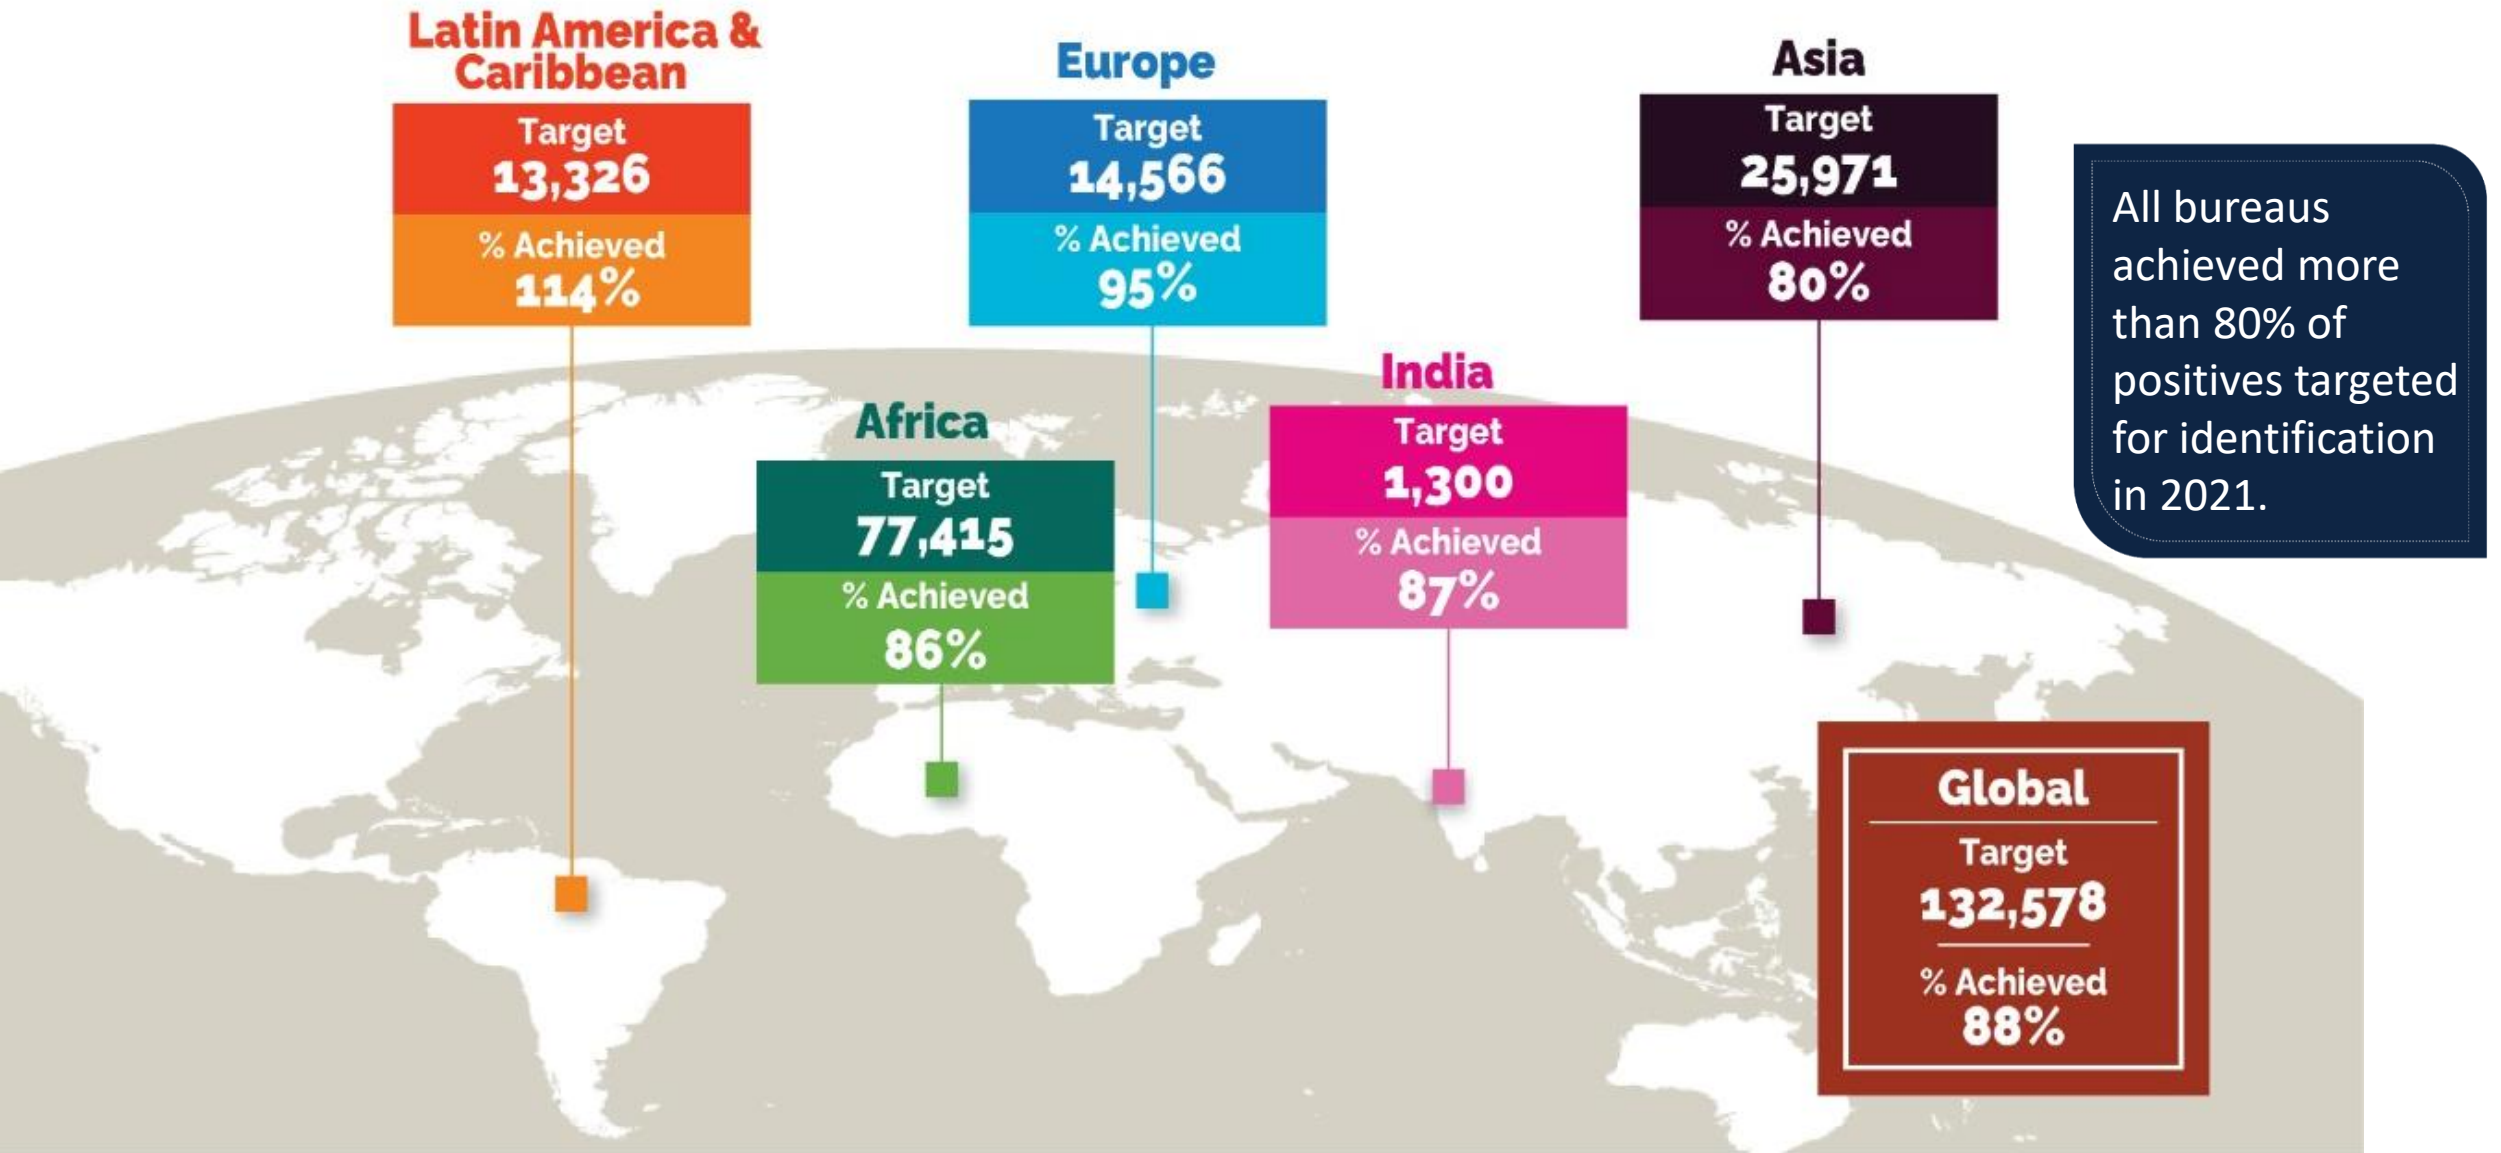 Latin America &
Caribbean
Target
13,326
% Achieved
114%
Europe
Target
14,566
% Achieved
95%
Asia
Target
25,971
% Achieved
80%
All bureaus
achieved more
than 80% of
positives targeted
for identification
in 2021.
Africa
Target
77,415
% Achieved
86%
India
Target
1,300
% Achieved
87%
Global
Target
132,578
% Achieved
88%